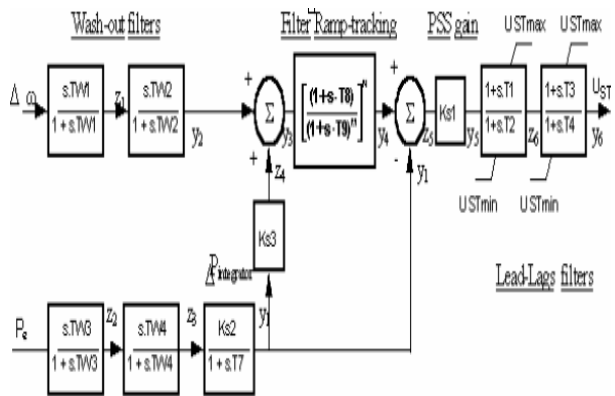 Wash-out filters
Filter Ramp-tracking
PSS gain
USTmax
USTmax
Δ ω
s.TW1
1 + s.TW1
z1
s.TW2
1 + s.TW2
y2
+
+
Σ
y3
z4
[ (1+s·T8) / (1+s·T9)ᴹ ]ᴺ
y4
+
-
Σ
z5
y1
Ks1
y5
1+s.T1
1+s.T2
z6
1+s.T3
1+s.T4
UST
y6
USTmin
USTmin
Ks3
ΔPintegrator
Lead-Lags filters
Pe
s.TW3
1 + s.TW3
z2
s.TW4
1 + s.TW4
z3
Ks2
1 + s.T7
y1